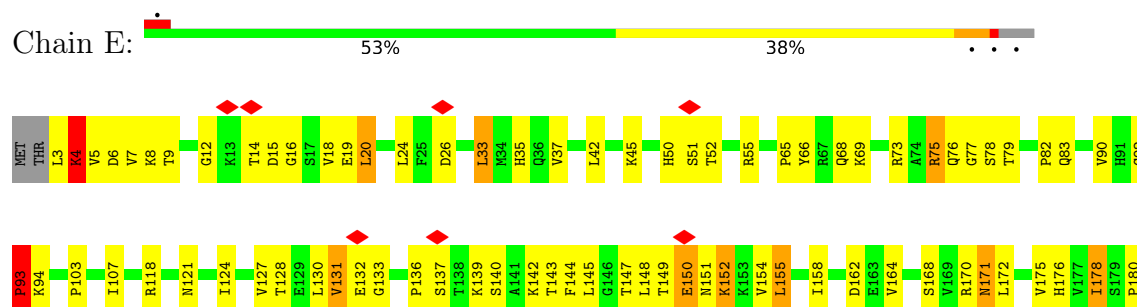 Chain E:
53%
38%
MET THR L3 K4 V5 D6 V7 K8 T9 G12 K13 T14 D15 G16 S17 V18 E19 L20 L24 F25 D26 L33 M34 H35 Q36 V37 L42 K45 H50 S51 T52 R55 P65 Y66 R67 Q68 K69 R73 A74 R75 Q76 G77 S78 T79 P82 Q83 V90 H91
P93 K94 P103 I107 R118 N121 I124 V127 T128 E129 L130 V131 E132 G133 P136 S137 T138 K139 S140 A141 K142 T143 F144 L145 G146 T147 L148 T149 E150 N151 K152 K153 V154 L155 I158 D162 E163 V164 S168 V169 R170 N171 L172 V175 H176 V177 I178 S179 P180